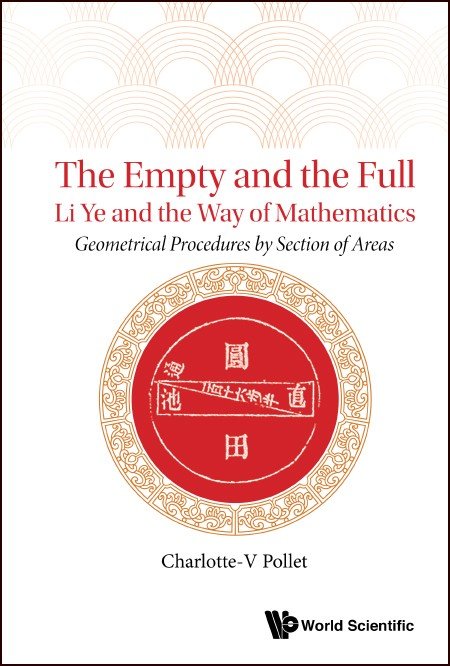 The Empty and the Full
Li Ye and the Way of Mathematics
Geometrical Procedures by Section of Areas
圓
通
池
直
田
Charlotte-V Pollet
World Scientific